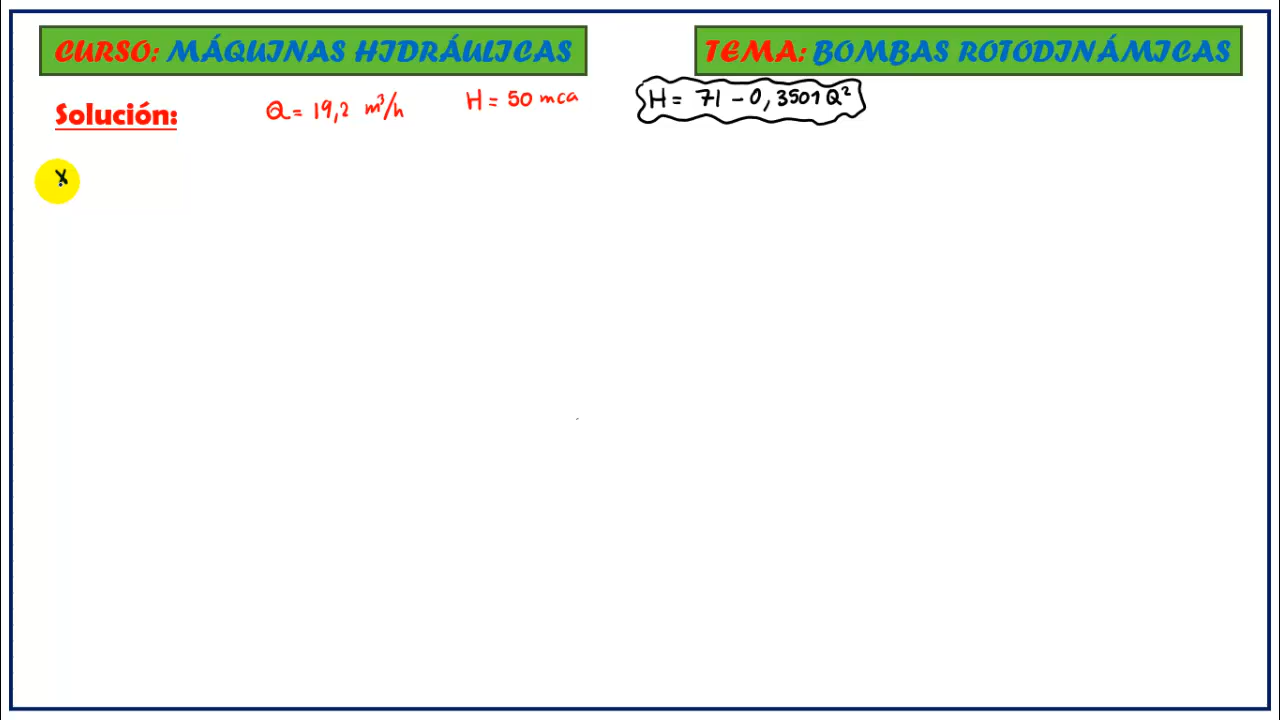 CURSO: MÁQUINAS HIDRÁULICAS
TEMA: BOMBAS ROTODINÁMICAS
Solución:
Q = 19,2 m³/h
H = 50 mca
H = 71 - 0,3501 Q²